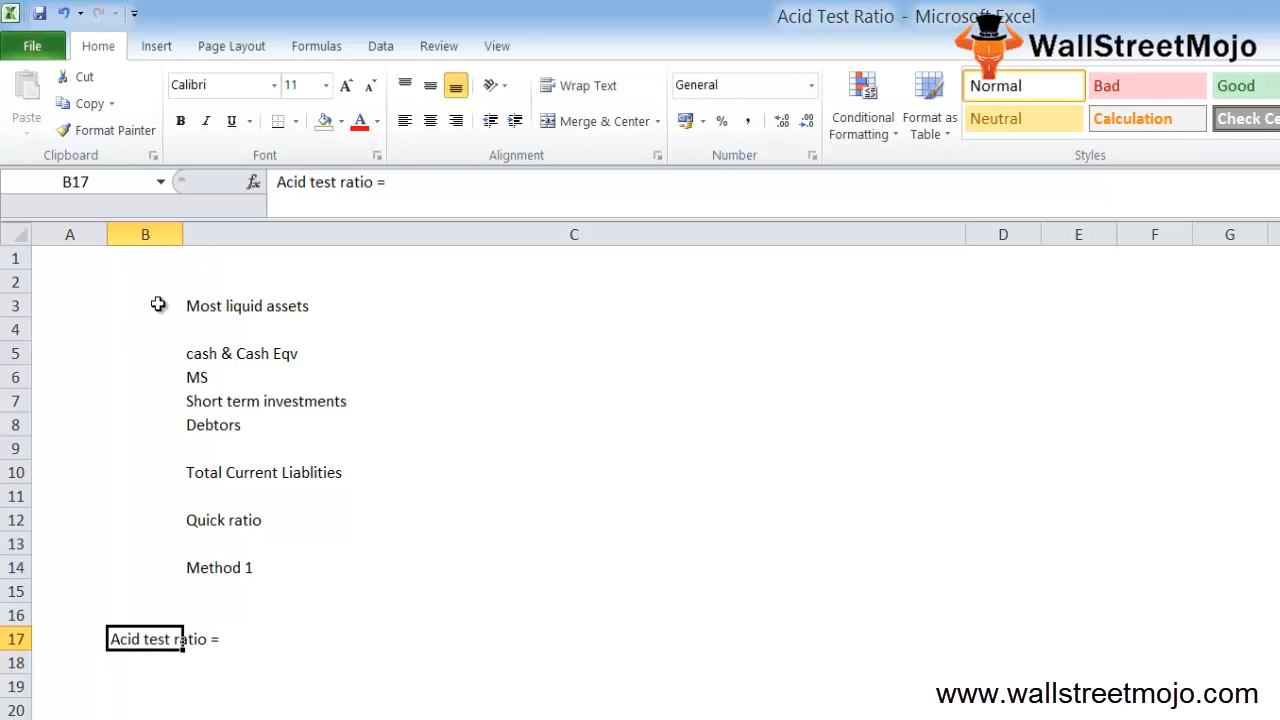 Acid Test Ratio - Microsoft Excel
WallStreetMojo
File Home Insert Page Layout Formulas Data Review View
Paste
Cut
Copy
Format Painter
Clipboard
Calibri 11
B I U
Font
Wrap Text
Merge & Center
Alignment
General
% ,
Number
Conditional Formatting
Format as Table
Normal Bad Good
Neutral Calculation Check Ce
Styles
B17 fx Acid test ratio =
A B C D E F G
1
2
3 Most liquid assets
4
5 cash & Cash Eqv
6 MS
7 Short term investments
8 Debtors
9
10 Total Current Liablities
11
12 Quick ratio
13
14 Method 1
15
16
17 Acid test ratio =
18
19
20
www.wallstreetmojo.com